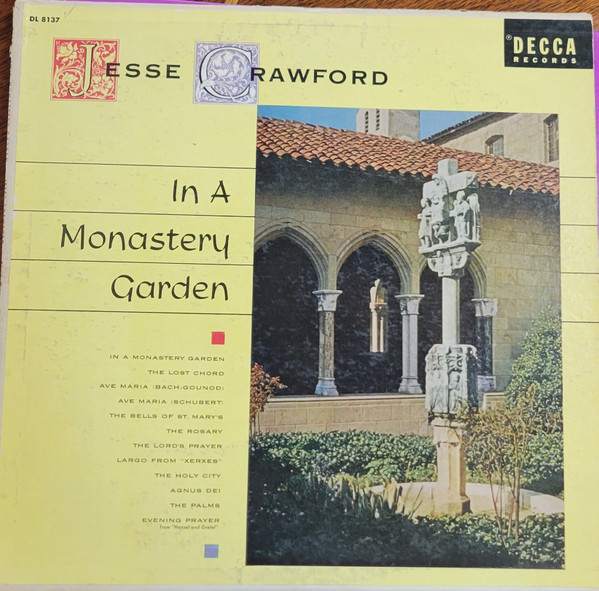 DL 8137
JESSE CRAWFORD
® DECCA
RECORDS
In A
Monastery
Garden
IN A MONASTERY GARDEN
THE LOST CHORD
AVE MARIA (BACH-GOUNOD)
AVE MARIA (SCHUBERT)
THE BELLS OF ST. MARY'S
THE ROSARY
THE LORD'S PRAYER
LARGO FROM "XERXES"
THE HOLY CITY
AGNUS DEI
THE PALMS
EVENING PRAYER
from "Hansel and Gretel"